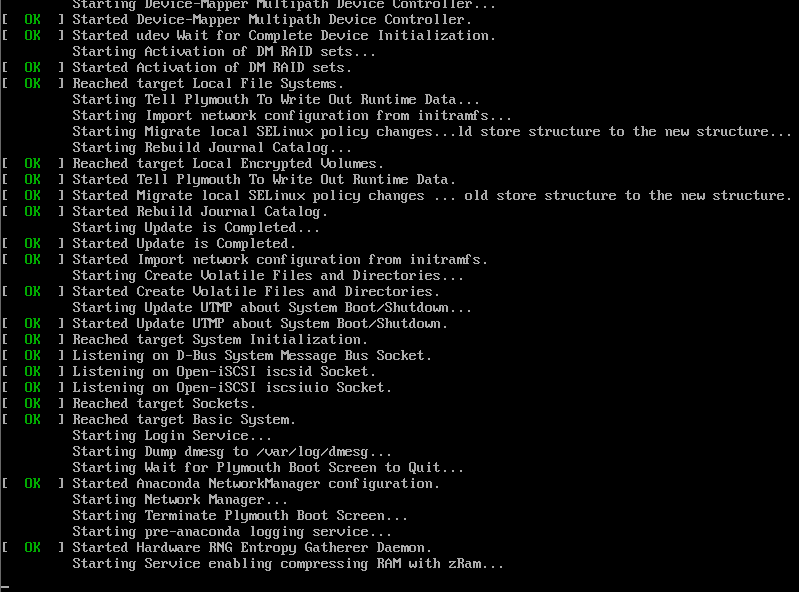 Starting Device-Mapper Multipath Device Controller...
[  OK  ] Started Device-Mapper Multipath Device Controller.
[  OK  ] Started udev Wait for Complete Device Initialization.
Starting Activation of DM RAID sets...
[  OK  ] Started Activation of DM RAID sets.
[  OK  ] Reached target Local File Systems.
Starting Tell Plymouth To Write Out Runtime Data...
Starting Import network configuration from initramfs...
Starting Migrate local SELinux policy changes...ld store structure to the new structure...
Starting Rebuild Journal Catalog...
[  OK  ] Reached target Local Encrypted Volumes.
[  OK  ] Started Tell Plymouth To Write Out Runtime Data.
[  OK  ] Started Migrate local SELinux policy changes ... old store structure to the new structure.
[  OK  ] Started Rebuild Journal Catalog.
Starting Update is Completed...
[  OK  ] Started Update is Completed.
[  OK  ] Started Import network configuration from initramfs.
Starting Create Volatile Files and Directories...
[  OK  ] Started Create Volatile Files and Directories.
Starting Update UTMP about System Boot/Shutdown...
[  OK  ] Started Update UTMP about System Boot/Shutdown.
[  OK  ] Reached target System Initialization.
[  OK  ] Listening on D-Bus System Message Bus Socket.
[  OK  ] Listening on Open-iSCSI iscsid Socket.
[  OK  ] Listening on Open-iSCSI iscsiuio Socket.
[  OK  ] Reached target Sockets.
[  OK  ] Reached target Basic System.
Starting Login Service...
Starting Dump dmesg to /var/log/dmesg...
Starting Wait for Plymouth Boot Screen to Quit...
[  OK  ] Started Anaconda NetworkManager configuration.
Starting Network Manager...
Starting Terminate Plymouth Boot Screen...
Starting pre-anaconda logging service...
[  OK  ] Started Hardware RNG Entropy Gatherer Daemon.
Starting Service enabling compressing RAM with zRam...